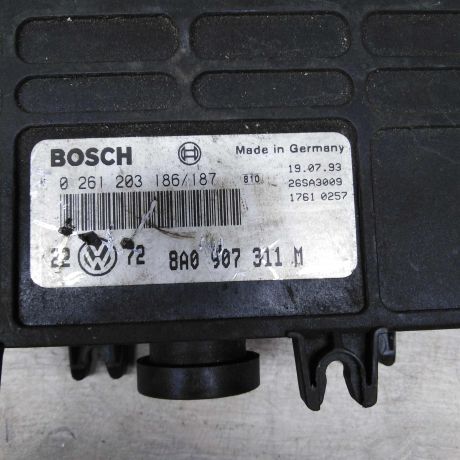 BOSCH Made in Germany
0 261 203 186/187 810 19.07.93
26SA3009
1761 0257
22 VW 72 8A0 907 311 M